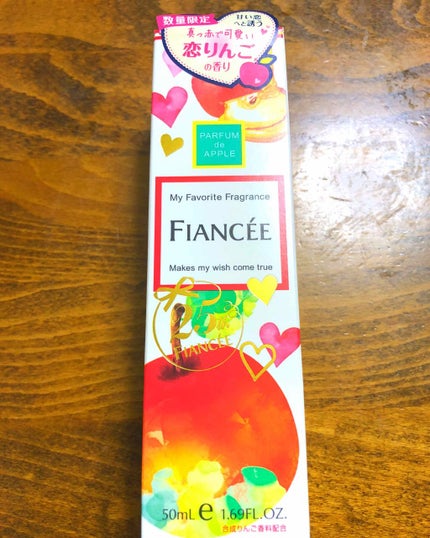 数量限定
甘い恋
へと誘う
真っ赤で可愛い
恋りんご
の香り
PARFUM
de
APPLE
My Favorite Fragrance
FIANCÉE
Makes my wish come true
FIANCÉE
50mL e 1.69FL.OZ.
合成りんご香料配合